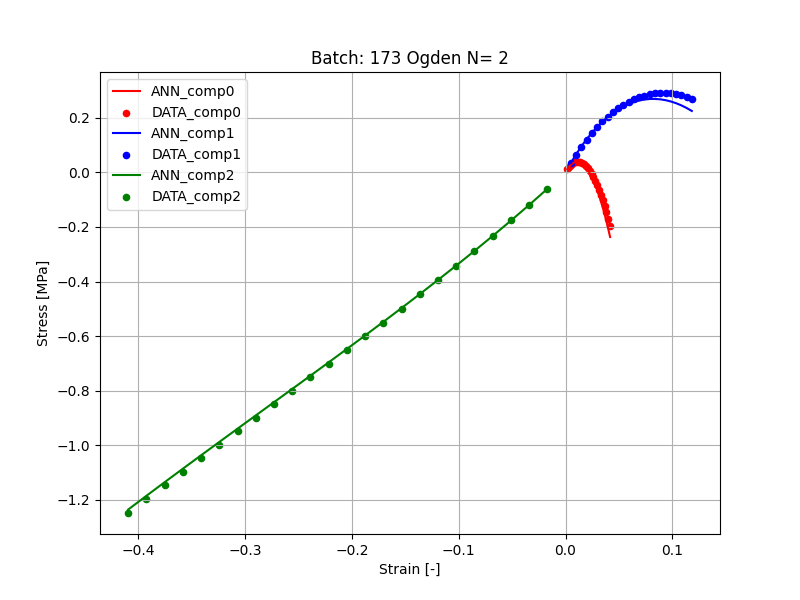 Batch: 173 Ogden N= 2
ANN_comp0
DATA_comp0
ANN_comp1
DATA_comp1
ANN_comp2
DATA_comp2
Stress [MPa]
0.2
0.0
−0.2
−0.4
−0.6
−0.8
−1.0
−1.2
−0.4 −0.3 −0.2 −0.1 0.0 0.1
Strain [-]